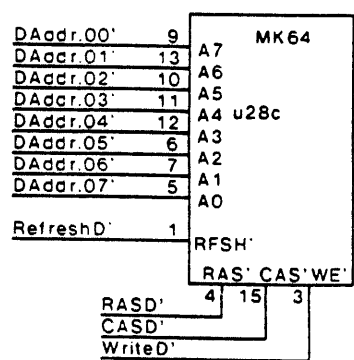 DAddr.00' 9 A7 MK64
DAddr.01' 13 A6
DAddr.02' 10 A5
DAddr.03' 11 A4 u28c
DAddr.04' 12 A3
DAddr.05' 6 A2
DAddr.06' 7 A1
DAddr.07' 5 A0
RefreshD' 1 RFSH'
RAS' CAS' WE'
4 15 3
RASD'
CASD'
WriteD'